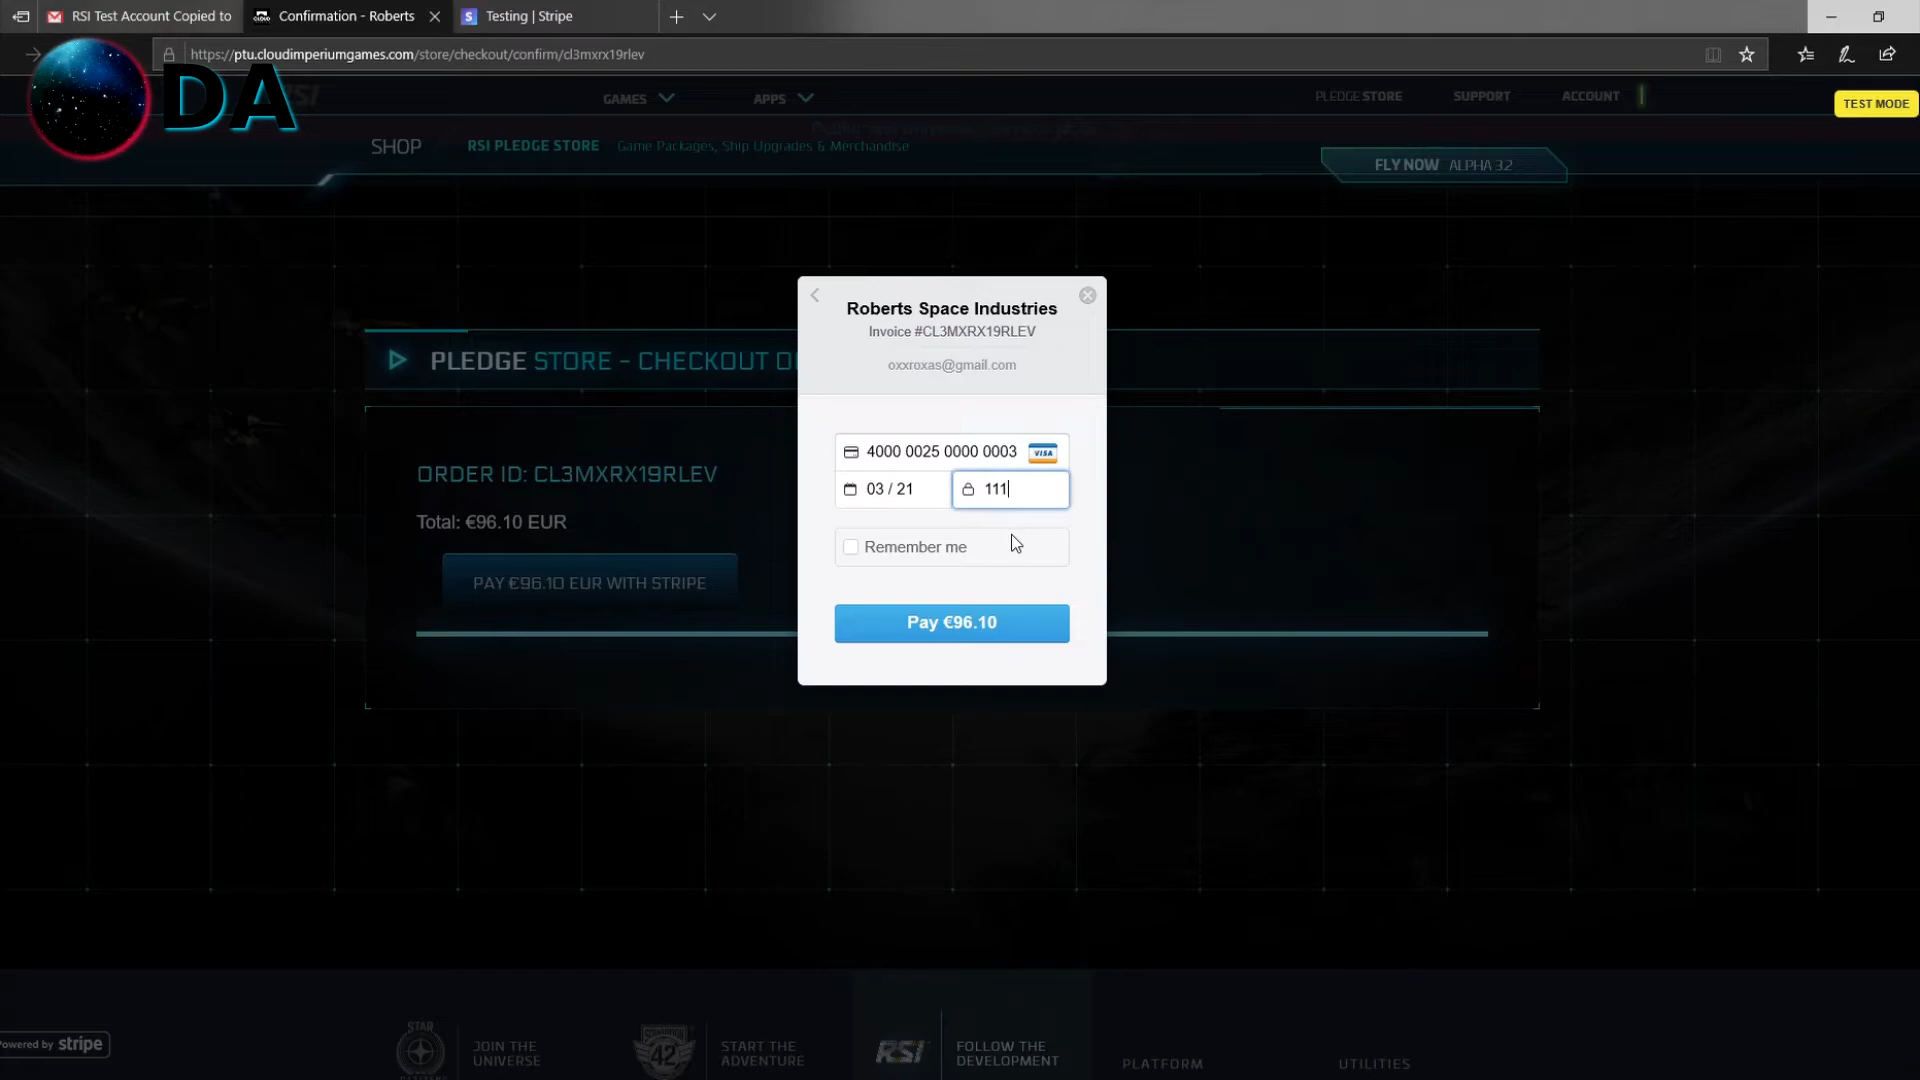 RSI Test Account Copied to
Confirmation - Roberts
Testing | Stripe
https://ptu.cloudimperiumgames.com/store/checkout/confirm/cl3mxrx19rlev
DA
GAMES
APPS
PLEDGE STORE
SUPPORT
ACCOUNT
TEST MODE
SHOP
RSI PLEDGE STORE
Game Packages, Ship Upgrades & Merchandise
FLY NOW ALPHA 3.2
Roberts Space Industries
Invoice #CL3MXRX19RLEV
oxxroxas@gmail.com
PLEDGE STORE - CHECKOUT
4000 0025 0000 0003
VISA
03 / 21
111
ORDER ID: CL3MXRX19RLEV
Total: €96.10 EUR
Remember me
PAY €96.10 EUR WITH STRIPE
Pay €96.10
Powered by stripe
STAR
JOIN THE
UNIVERSE
42
START THE
ADVENTURE
RSI
FOLLOW THE
DEVELOPMENT
PLATFORM
UTILITIES